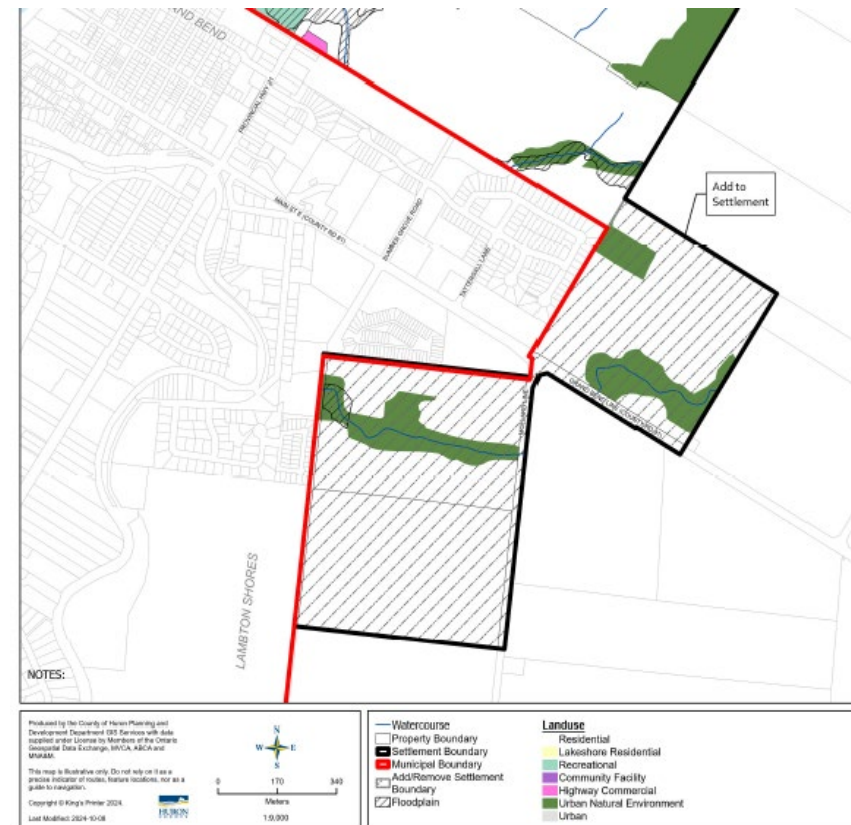 AND BEND
PROVINCIAL HWY 21
MAIN ST E (COUNTY RD 81)
SUMMER GROVE ROAD
TATTERSALL LANE
Add to
Settlement
GRAND BEND LINE (COUNTY RD 81)
LAMBTON SHORES
NOTES:
Produced by the County of Huron Planning and
Development Department GIS Services with data
supplied under License by Members of the Ontario
Geospatial Data Exchange, MVCA, ABCA and
MNA&M.
This map is illustrative only. Do not rely on it as a
precise indicator of routes, feature locations, nor as a
guide to navigation.
Copyright © King's Printer 2024.
Last Modified: 2024-10-08
HURON
COUNTY
N
W E
S
0 170 340
Meters
1:9,000
Watercourse
Property Boundary
Settlement Boundary
Municipal Boundary
Add/Remove Settlement
Boundary
Floodplain
Landuse
Residential
Lakeshore Residential
Recreational
Community Facility
Highway Commercial
Urban Natural Environment
Urban